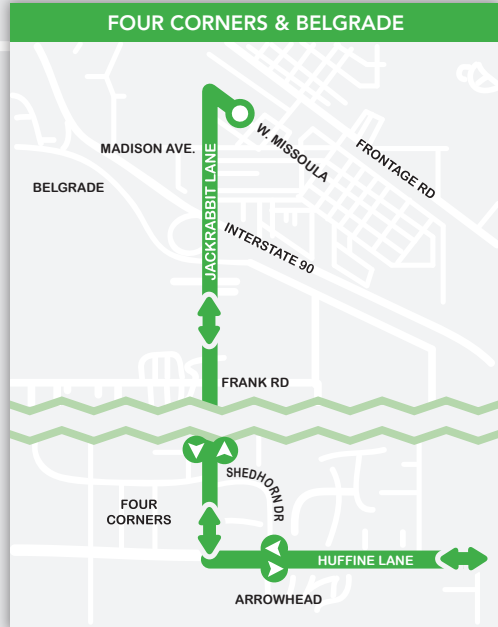 FOUR CORNERS & BELGRADE
W. MISSOULA
MADISON AVE.
FRONTAGE RD
BELGRADE
JACKRABBIT LANE
INTERSTATE 90
FRANK RD
SHEDHORN DR
FOUR
CORNERS
HUFFINE LANE
ARROWHEAD